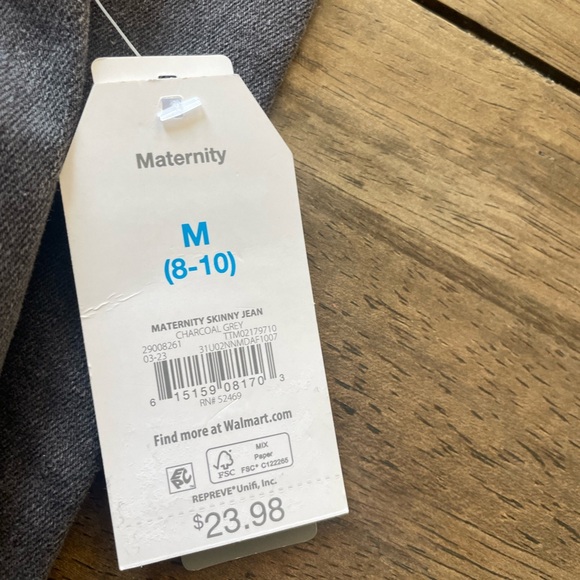 Maternity
M
(8-10)
MATERNITY SKINNY JEAN
CHARCOAL GREY
29008261 TTM02179710
03-23 31U02NNMDAF1007
6 15159 08170 3
RN# 52469
Find more at Walmart.com
FSC
MIX
Paper
FSC® C122255
REPREVE® Unifi, Inc.
$23.98